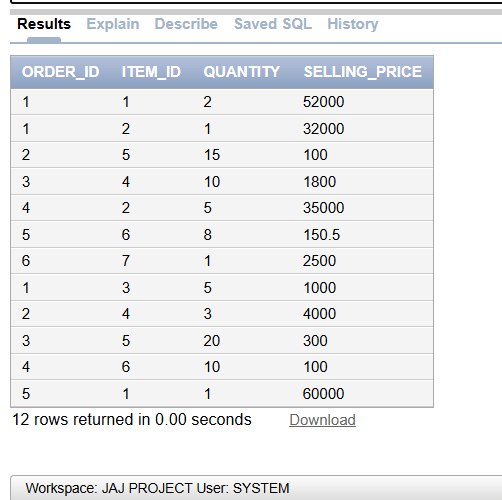 Results Explain Describe Saved SQL History
ORDER_ID ITEM_ID QUANTITY SELLING_PRICE
1 1 2 52000
1 2 1 32000
2 5 15 100
3 4 10 1800
4 2 5 35000
5 6 8 150.5
6 7 1 2500
1 3 5 1000
2 4 3 4000
3 5 20 300
4 6 10 100
5 1 1 60000
12 rows returned in 0.00 seconds Download
Workspace: JAJ PROJECT User: SYSTEM